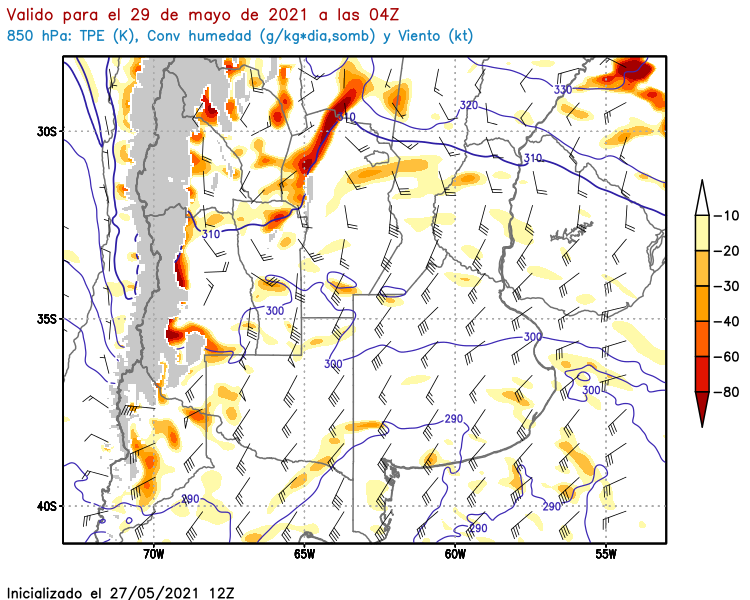 Valido para el 29 de mayo de 2021 a las 04Z
850 hPa: TPE (K), Conv humedad (g/kg*dia,somb) y Viento (kt)
330
320
30S
310
310
-10
310
-20
-30
300
35S
-40
300
300
-60
300
-80
290
290
40S
290
290
70W 65W 60W 55W
Inicializado el 27/05/2021 12Z